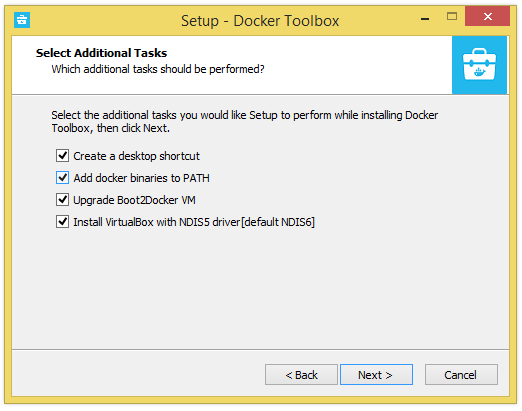 Setup - Docker Toolbox
Select Additional Tasks
Which additional tasks should be performed?
Select the additional tasks you would like Setup to perform while installing Docker
Toolbox, then click Next.
Create a desktop shortcut
Add docker binaries to PATH
Upgrade Boot2Docker VM
Install VirtualBox with NDIS5 driver[default NDIS6]
< Back
Next >
Cancel